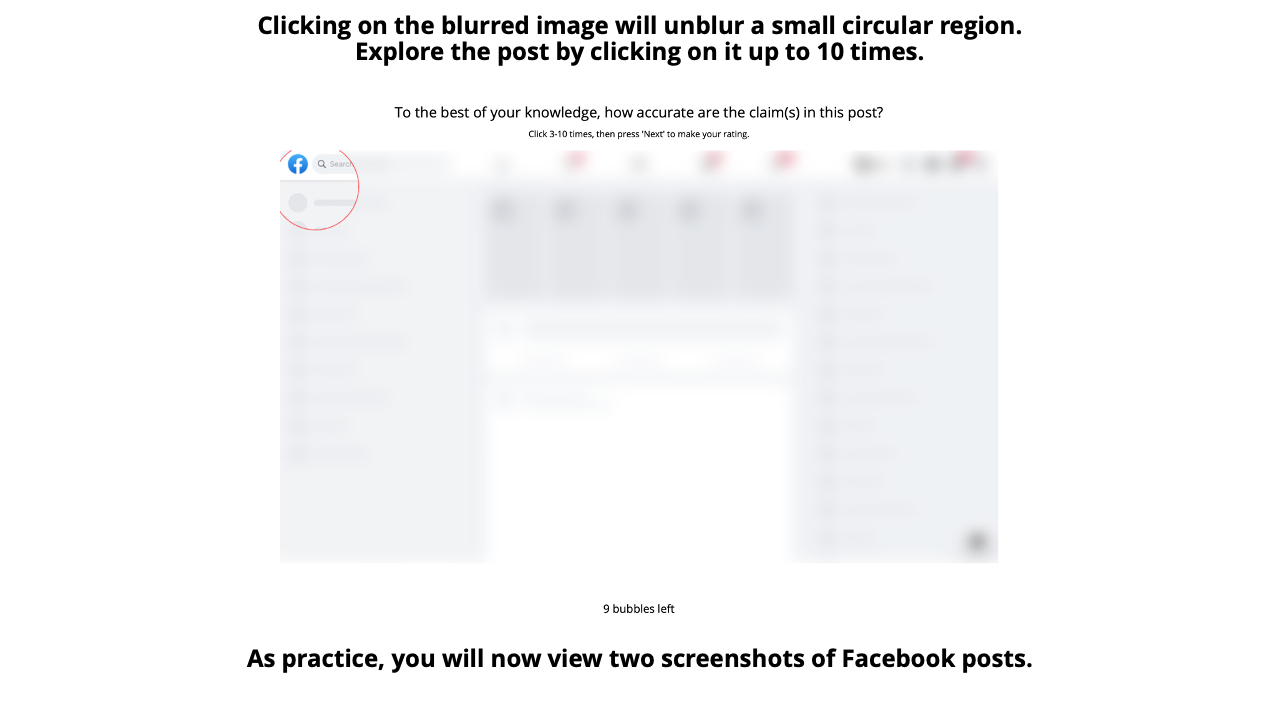 Clicking on the blurred image will unblur a small circular region.
Explore the post by clicking on it up to 10 times.
To the best of your knowledge, how accurate are the claim(s) in this post?
Click 3-10 times, then press 'Next' to make your rating.
Search
9 bubbles left
As practice, you will now view two screenshots of Facebook posts.